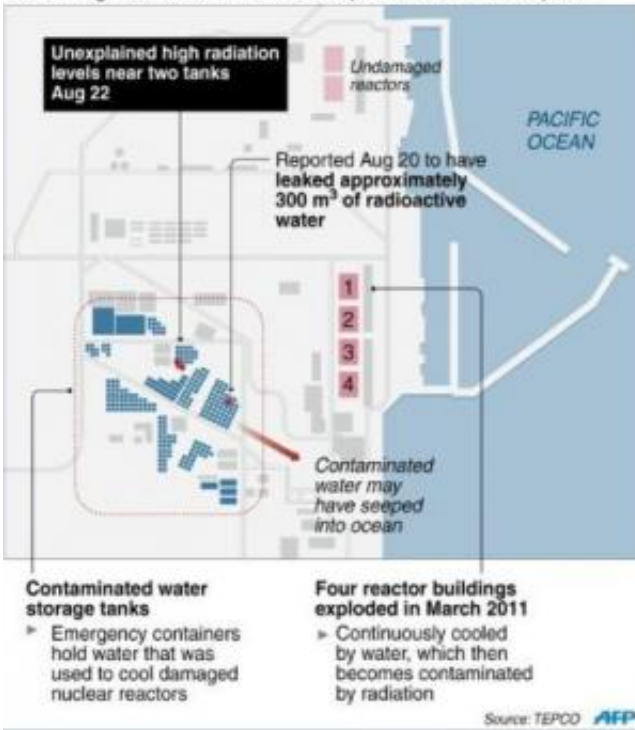 Unexplained high radiation
levels near two tanks
Aug 22
Undamaged
reactors
PACIFIC
OCEAN
Reported Aug 20 to have
leaked approximately
300 m³ of radioactive
water
1
2
3
4
Contaminated
water may
have seeped
into ocean
Contaminated water
storage tanks
Emergency containers
hold water that was
used to cool damaged
nuclear reactors
Four reactor buildings
exploded in March 2011
Continuously cooled
by water, which then
becomes contaminated
by radiation
Source: TEPCO AFP